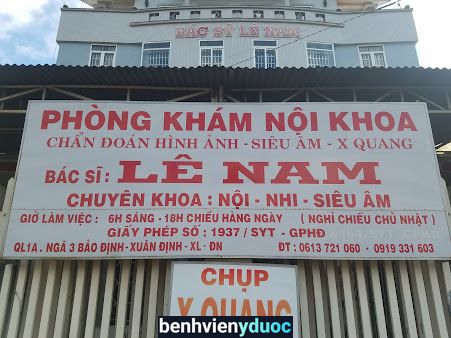 BÁC SỸ LÊ NAM
PHÒNG KHÁM NỘI KHOA
CHẨN ĐOÁN HÌNH ẢNH - SIÊU ÂM - X QUANG
BÁC SĨ: LÊ NAM
CHUYÊN KHOA : NỘI - NHI - SIÊU ÂM
GIỜ LÀM VIỆC : 6H SÁNG - 18H CHIỀU HÀNG NGÀY ( NGHỈ CHIỀU CHỦ NHẬT )
GIẤY PHÉP SỐ : 1937 / SYT - GPHĐ
QL1A . NGÃ 3 BẢO ĐỊNH - XUÂN ĐỊNH - XL - ĐN ĐT : 0613 721 060 - 0919 331 603
CHỤP
X QUANG
benhvienyduoc